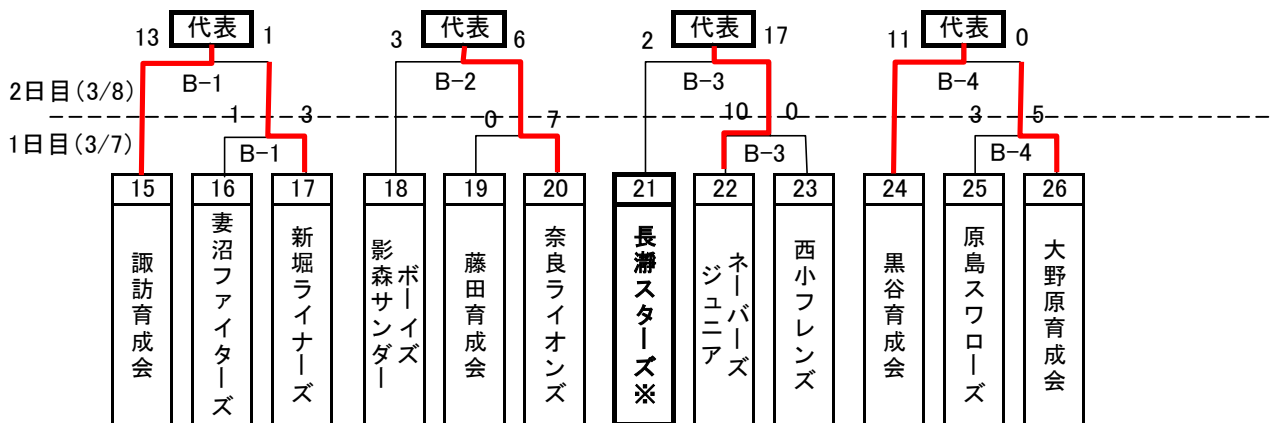 13 代表 1 3 代表 6 2 代表 17 11 代表 0
B-1 B-2 B-3 B-4
2日目(3/8)
1 3 0 7 10 0 3 5
1日目(3/7)
B-1 B-3 B-4
15 16 17 18 19 20 21 22 23 24 25 26
諏訪育成会
妻沼ファイターズ
新堀ライナーズ
影森サンダー
ボーイズ
藤田育成会
奈良ライオンズ
長瀞スターズ※
ネーバーズ
ジュニア
西小フレンズ
黒谷育成会
原島スワローズ
大野原育成会